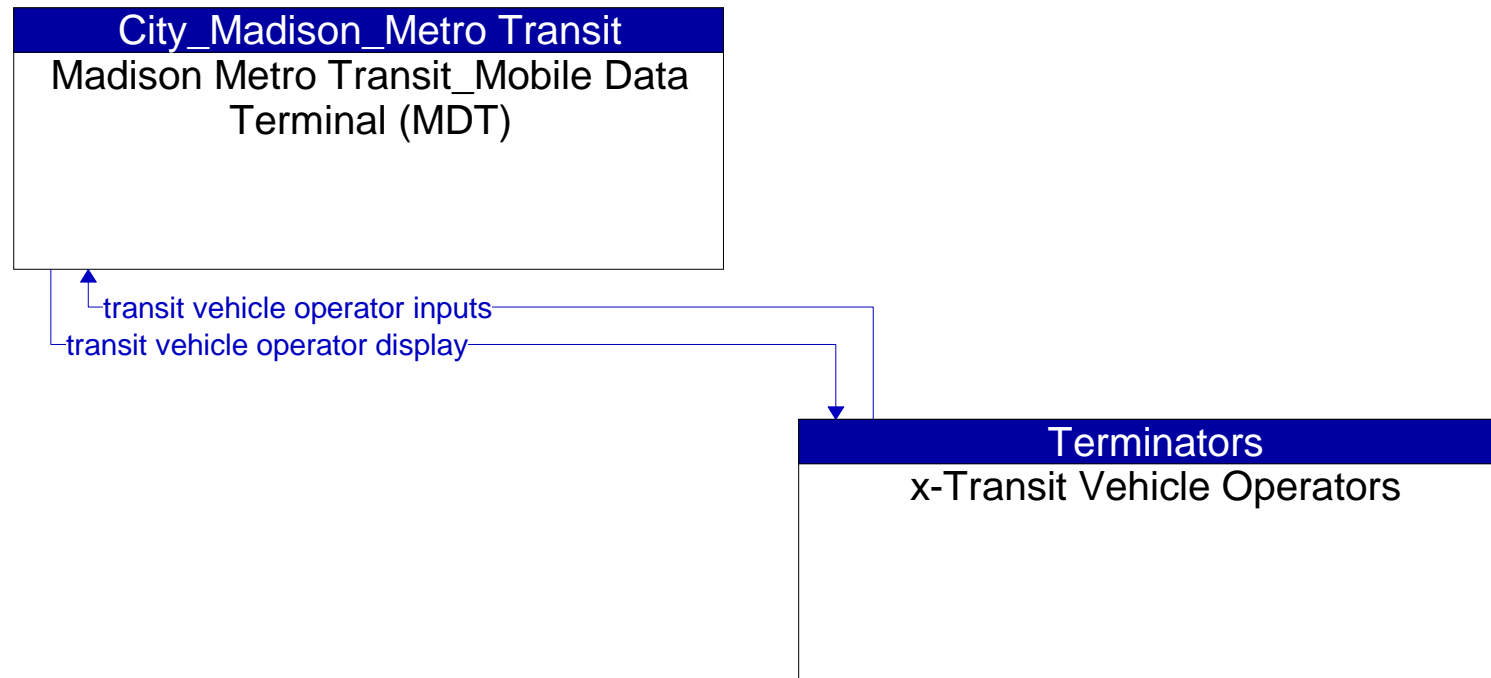 City_Madison_Metro Transit
Madison Metro Transit_Mobile Data
Terminal (MDT)
transit vehicle operator inputs
transit vehicle operator display
Terminators
x-Transit Vehicle Operators